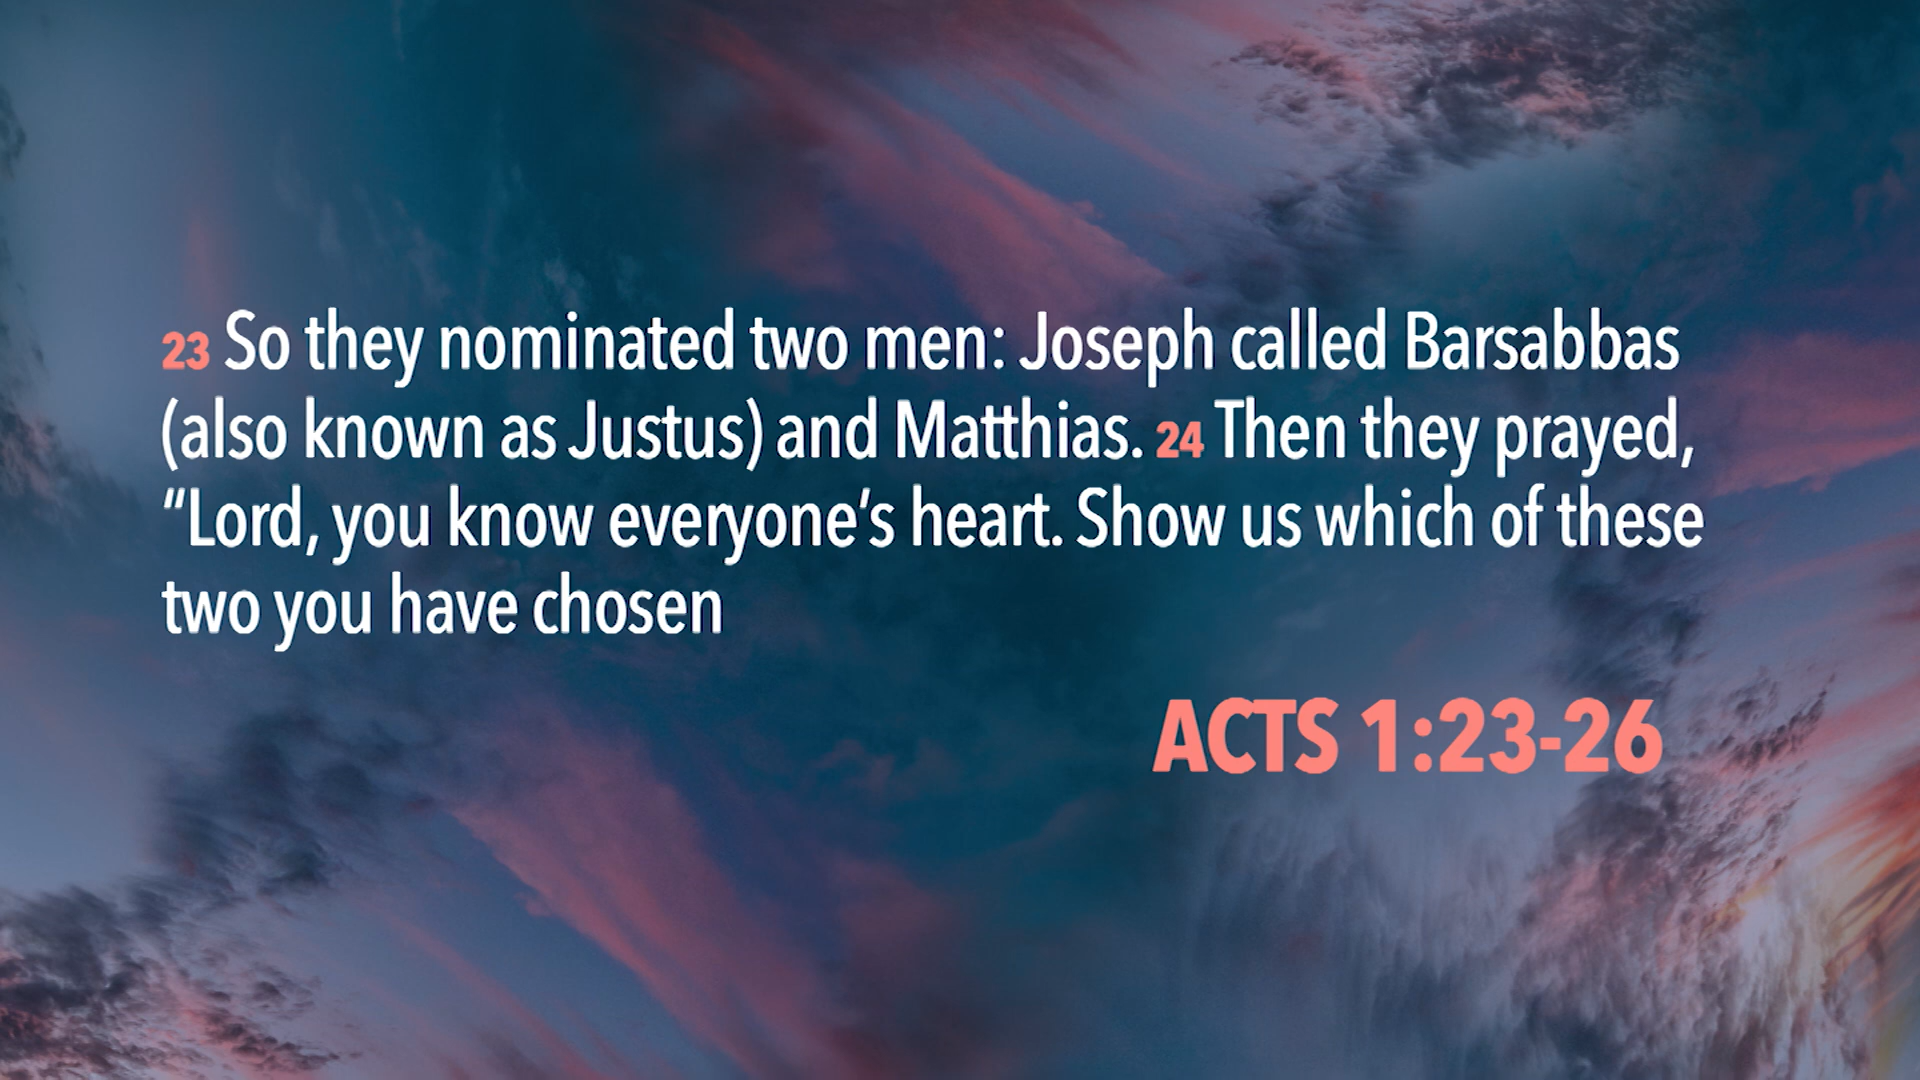 23 So they nominated two men: Joseph called Barsabbas
(also known as Justus) and Matthias. 24 Then they prayed,
“Lord, you know everyone’s heart. Show us which of these
two you have chosen
ACTS 1:23-26